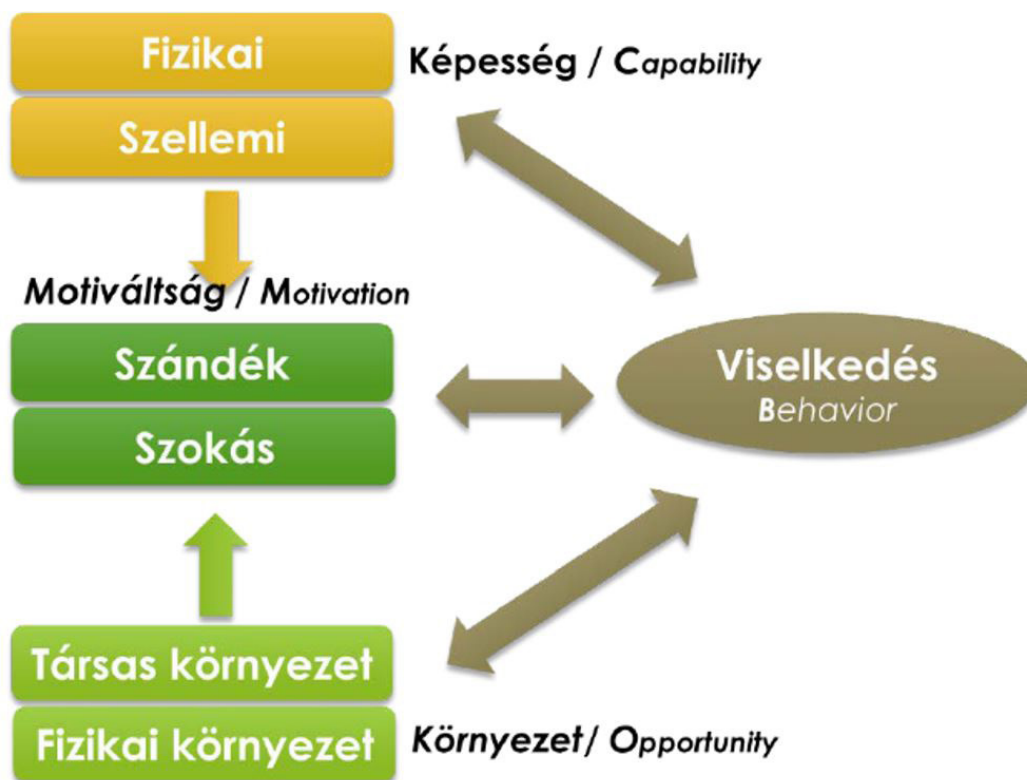 Fizikai
Képesség / Capability
Szellemi
Motiváltság / Motivation
Szándék
Szokás
Viselkedés
Behavior
Társas környezet
Fizikai környezet
Környezet/ Opportunity